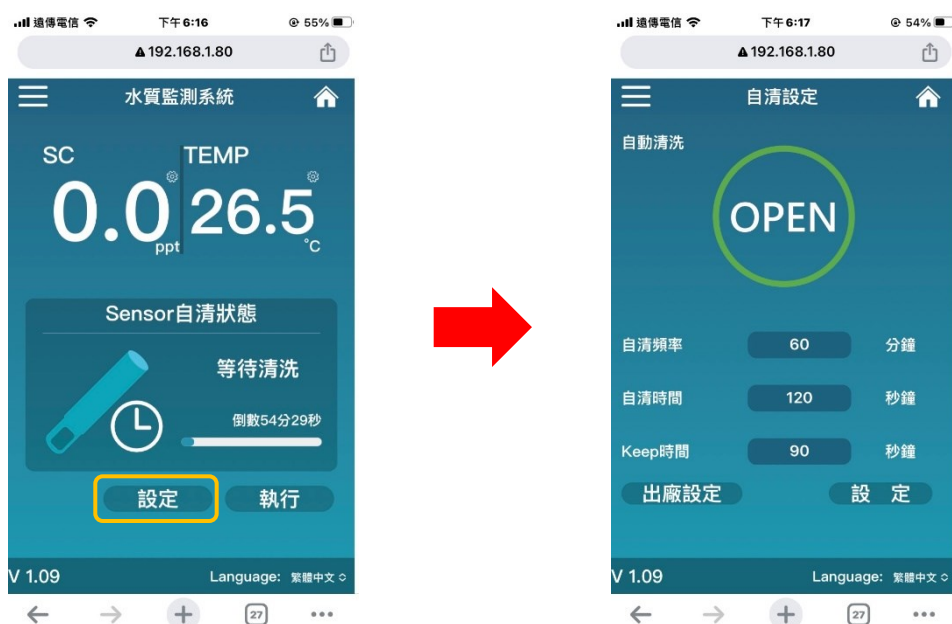 遠傳電信 下午6:16 55%
192.168.1.80
水質監測系統
SC TEMP
0.0 ppt 26.5 °C
Sensor自清狀態
等待清洗
倒數54分29秒
設定 執行
V 1.09 Language: 繁體中文
27
遠傳電信 下午6:17 54%
192.168.1.80
自清設定
自動清洗
OPEN
自清頻率 60 分鐘
自清時間 120 秒鐘
Keep時間 90 秒鐘
出廠設定 設 定
V 1.09 Language: 繁體中文
27